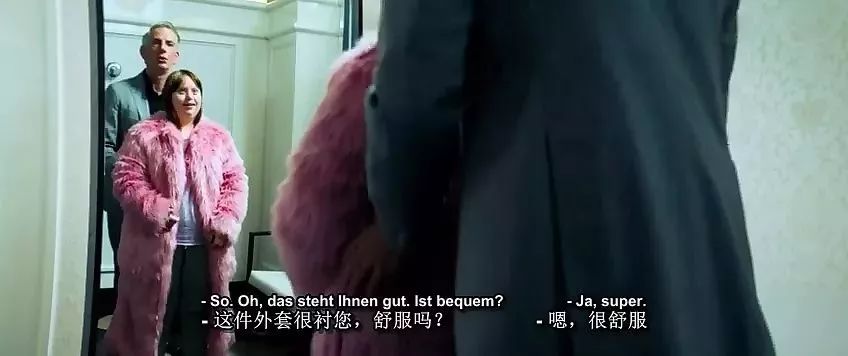 - So. Oh, das steht Ihnen gut. Ist bequem? - Ja, super.
- 这件外套很衬您，舒服吗？ - 嗯，很舒服